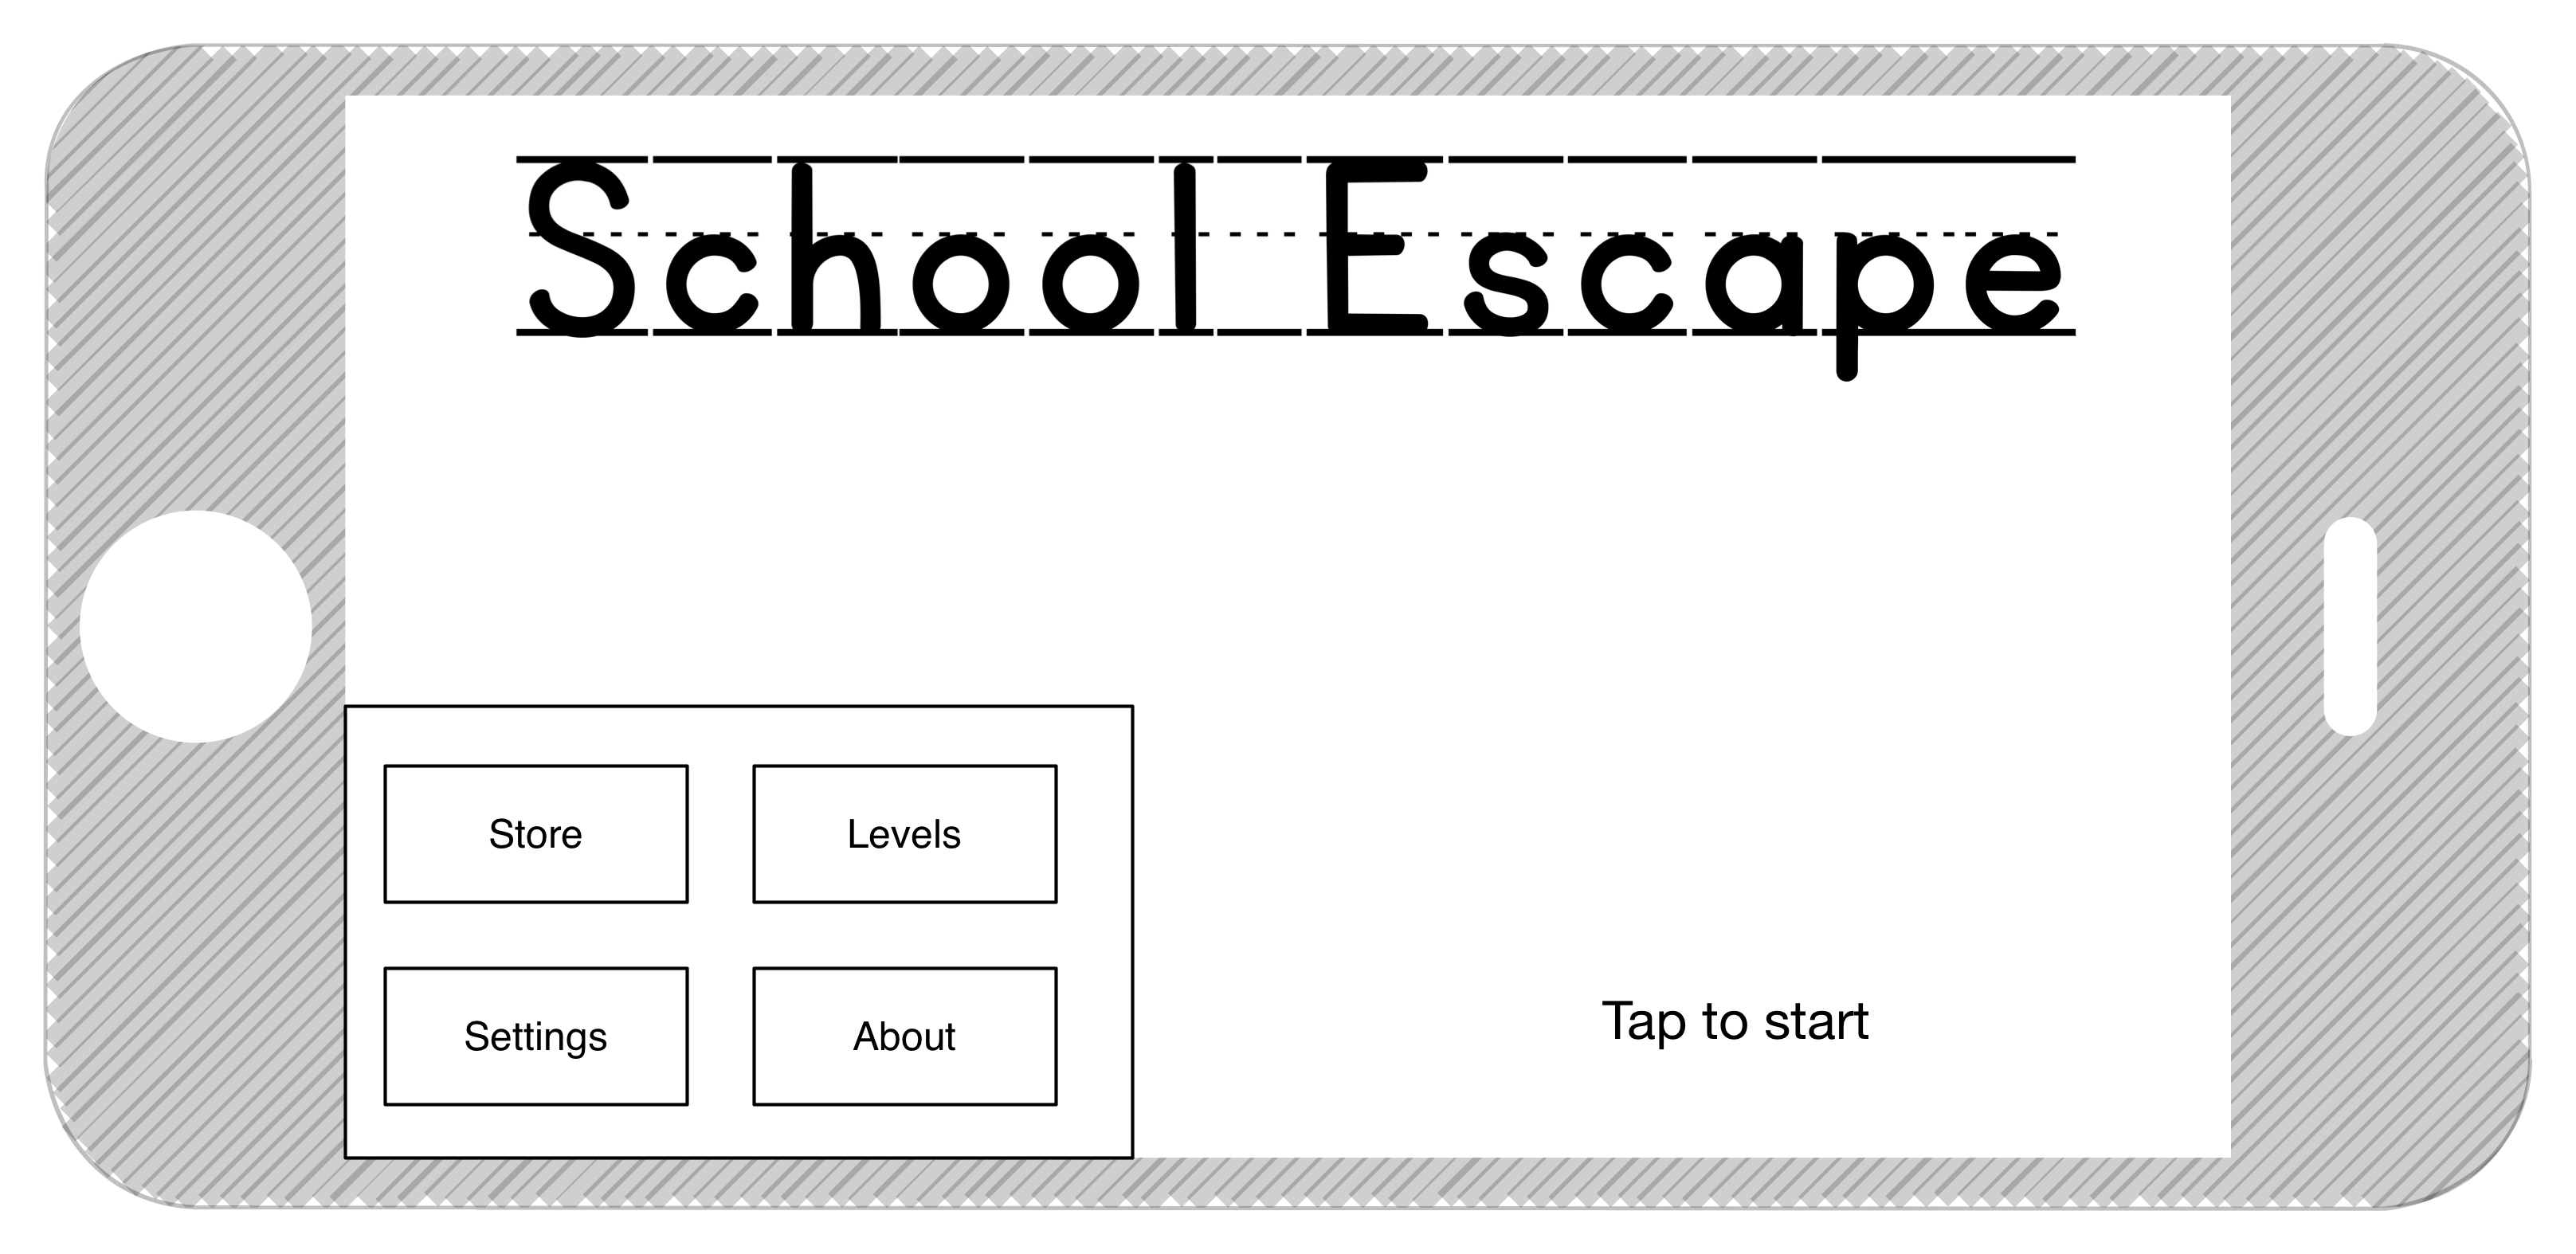 School Escape
Store
Levels
Settings
About
Tap to start